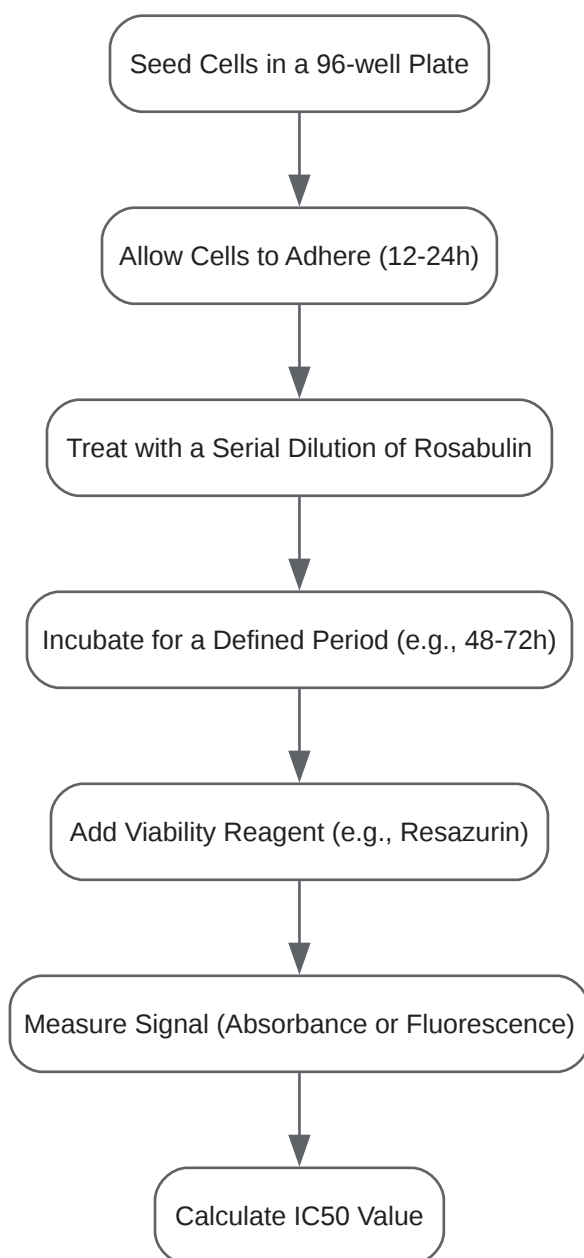 Seed Cells in a 96-well Plate
Allow Cells to Adhere (12-24h)
Treat with a Serial Dilution of Rosabulin
Incubate for a Defined Period (e.g., 48-72h)
Add Viability Reagent (e.g., Resazurin)
Measure Signal (Absorbance or Fluorescence)
Calculate IC50 Value